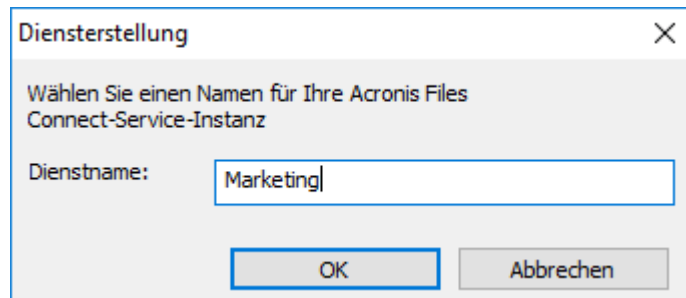 Diensterstellung
Wählen Sie einen Namen für Ihre Acronis Files
Connect-Service-Instanz
Dienstname: Marketing
OK Abbrechen